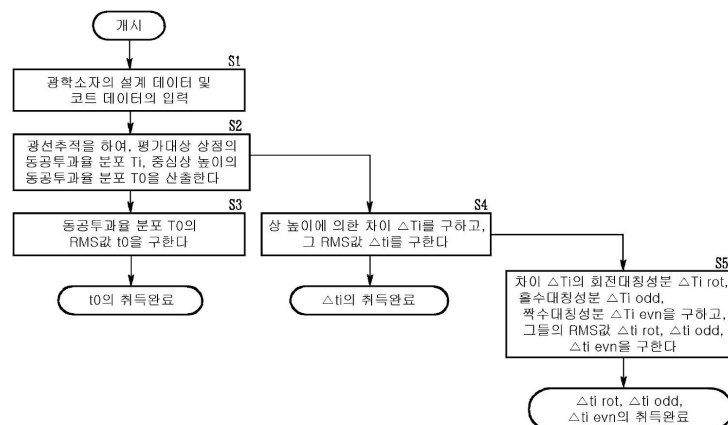 개시
S1
광학소자의 설계 데이터 및
코트 데이터의 입력
S2
광선추적을 하여, 평가대상 상점의
동공투과율 분포 Ti, 중심상 높이의
동공투과율 분포 T0을 산출한다
S3
동공투과율 분포 T0의
RMS값 t0을 구한다
t0의 취득완료
S4
상 높이에 의한 차이 △Ti를 구하고,
그 RMS값 △ti를 구한다
△ti의 취득완료
S5
차이 △Ti의 회전대칭성분 △Ti rot,
홀수대칭성분 △Ti odd,
짝수대칭성분 △Ti evn을 구하고,
그들의 RMS값 △ti rot, △ti odd,
△ti evn을 구한다
△ti rot, △ti odd,
△ti evn의 취득완료